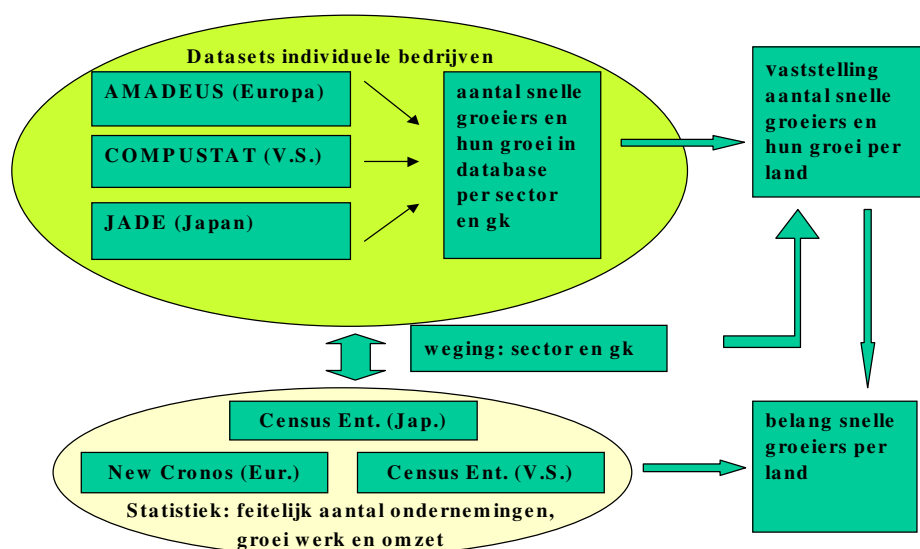 Datasets individuele bedrijven
AMADEUS (Europa)
COMPUSTAT (V.S.)
JADE (Japan)
aantal snelle
groeiers en
hun groei in
database
per sector
en gk
vaststelling
aantal snelle
groeiers en
hun groei per
land
weging: sector en gk
Census Ent. (Jap.)
New Cronos (Eur.)
Census Ent. (V.S.)
Statistiek: feitelijk aantal ondernemingen,
groei werk en omzet
belang snelle
groeiers per
land